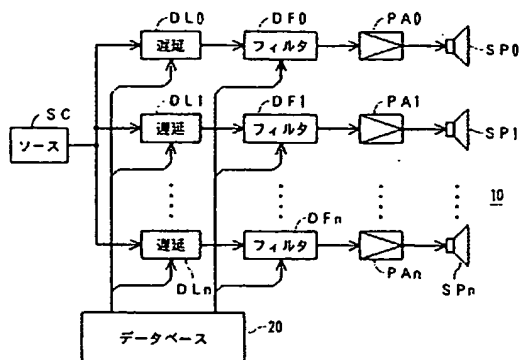 DL0 DF0 PA0
遅延 フィルタ
SP0
SC DL1 DF1 PA1
ソース 遅延 フィルタ
SP1
10
DFn
遅延 フィルタ
DLn PAn SPn
データベース 20